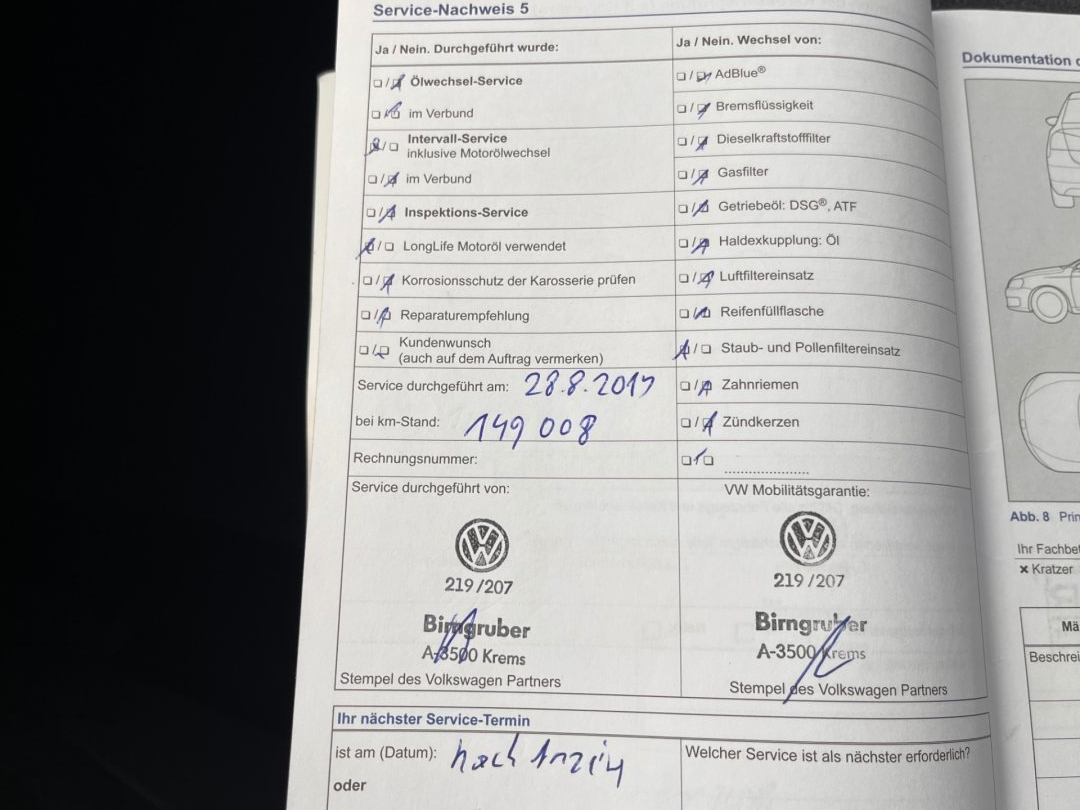 Service-Nachweis 5
Ja / Nein. Durchgeführt wurde:
Ölwechsel-Service
im Verbund
Intervall-Service
inklusive Motorölwechsel
im Verbund
Inspektions-Service
LongLife Motoröl verwendet
Korrosionsschutz der Karosserie prüfen
Reparaturempfehlung
Kundenwunsch
(auch auf dem Auftrag vermerken)
Service durchgeführt am: 28.8.2017
bei km-Stand: 149 008
Rechnungsnummer:
Ja / Nein. Wechsel von:
AdBlue®
Bremsflüssigkeit
Dieselkraftstofffilter
Gasfilter
Getriebeöl: DSG®, ATF
Haldexkupplung: Öl
Luftfiltereinsatz
Reifenfüllflasche
Staub- und Pollenfiltereinsatz
Zahnriemen
Zündkerzen
Service durchgeführt von:
219/207
Birngruber
A-3500 Krems
Stempel des Volkswagen Partners
VW Mobilitätsgarantie:
219/207
Birngruber
A-3500 Krems
Stempel des Volkswagen Partners
Ihr nächster Service-Termin
ist am (Datum): nach
oder
Welcher Service ist als nächster erforderlich?
Dokumentation
Abb. 8
Ihr
× Kratzer